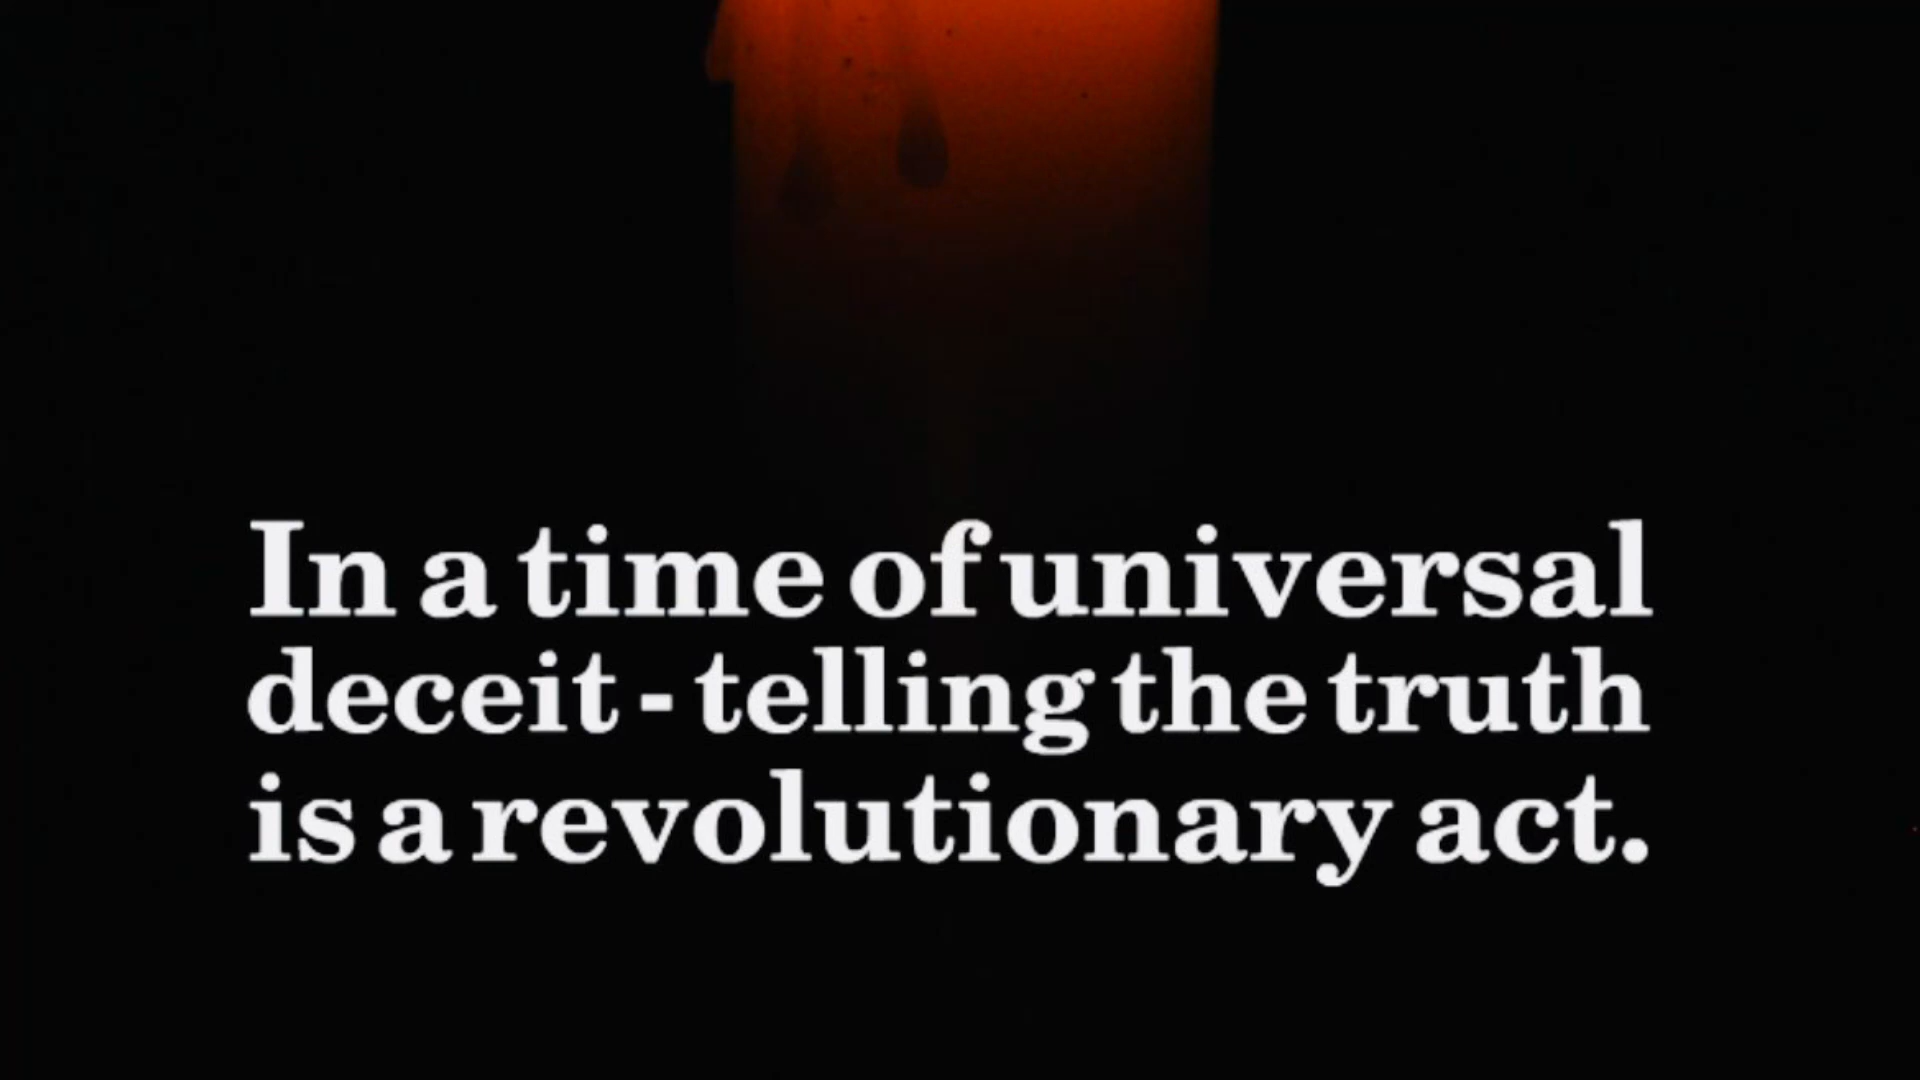 In a time of universal
deceit - telling the truth
is a revolutionary act.